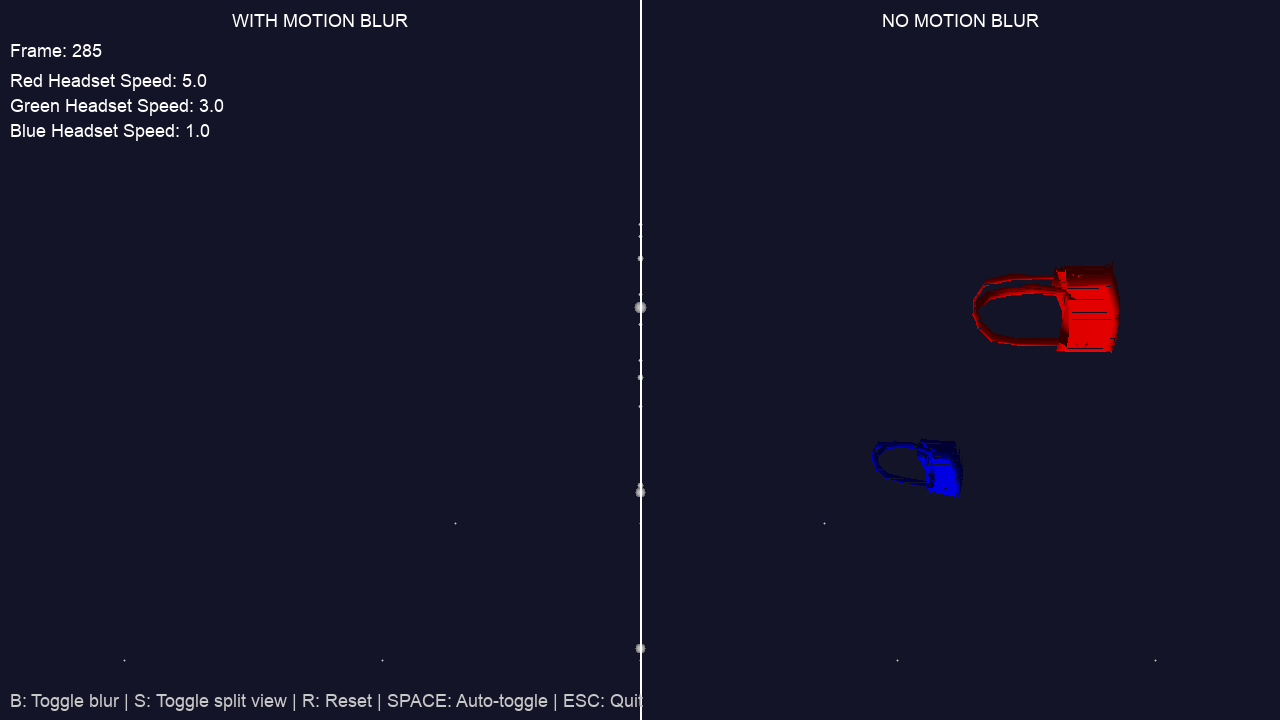 WITH MOTION BLUR
NO MOTION BLUR
Frame: 285
Red Headset Speed: 5.0
Green Headset Speed: 3.0
Blue Headset Speed: 1.0
B: Toggle blur | S: Toggle split view | R: Reset | SPACE: Auto-toggle | ESC: Quit